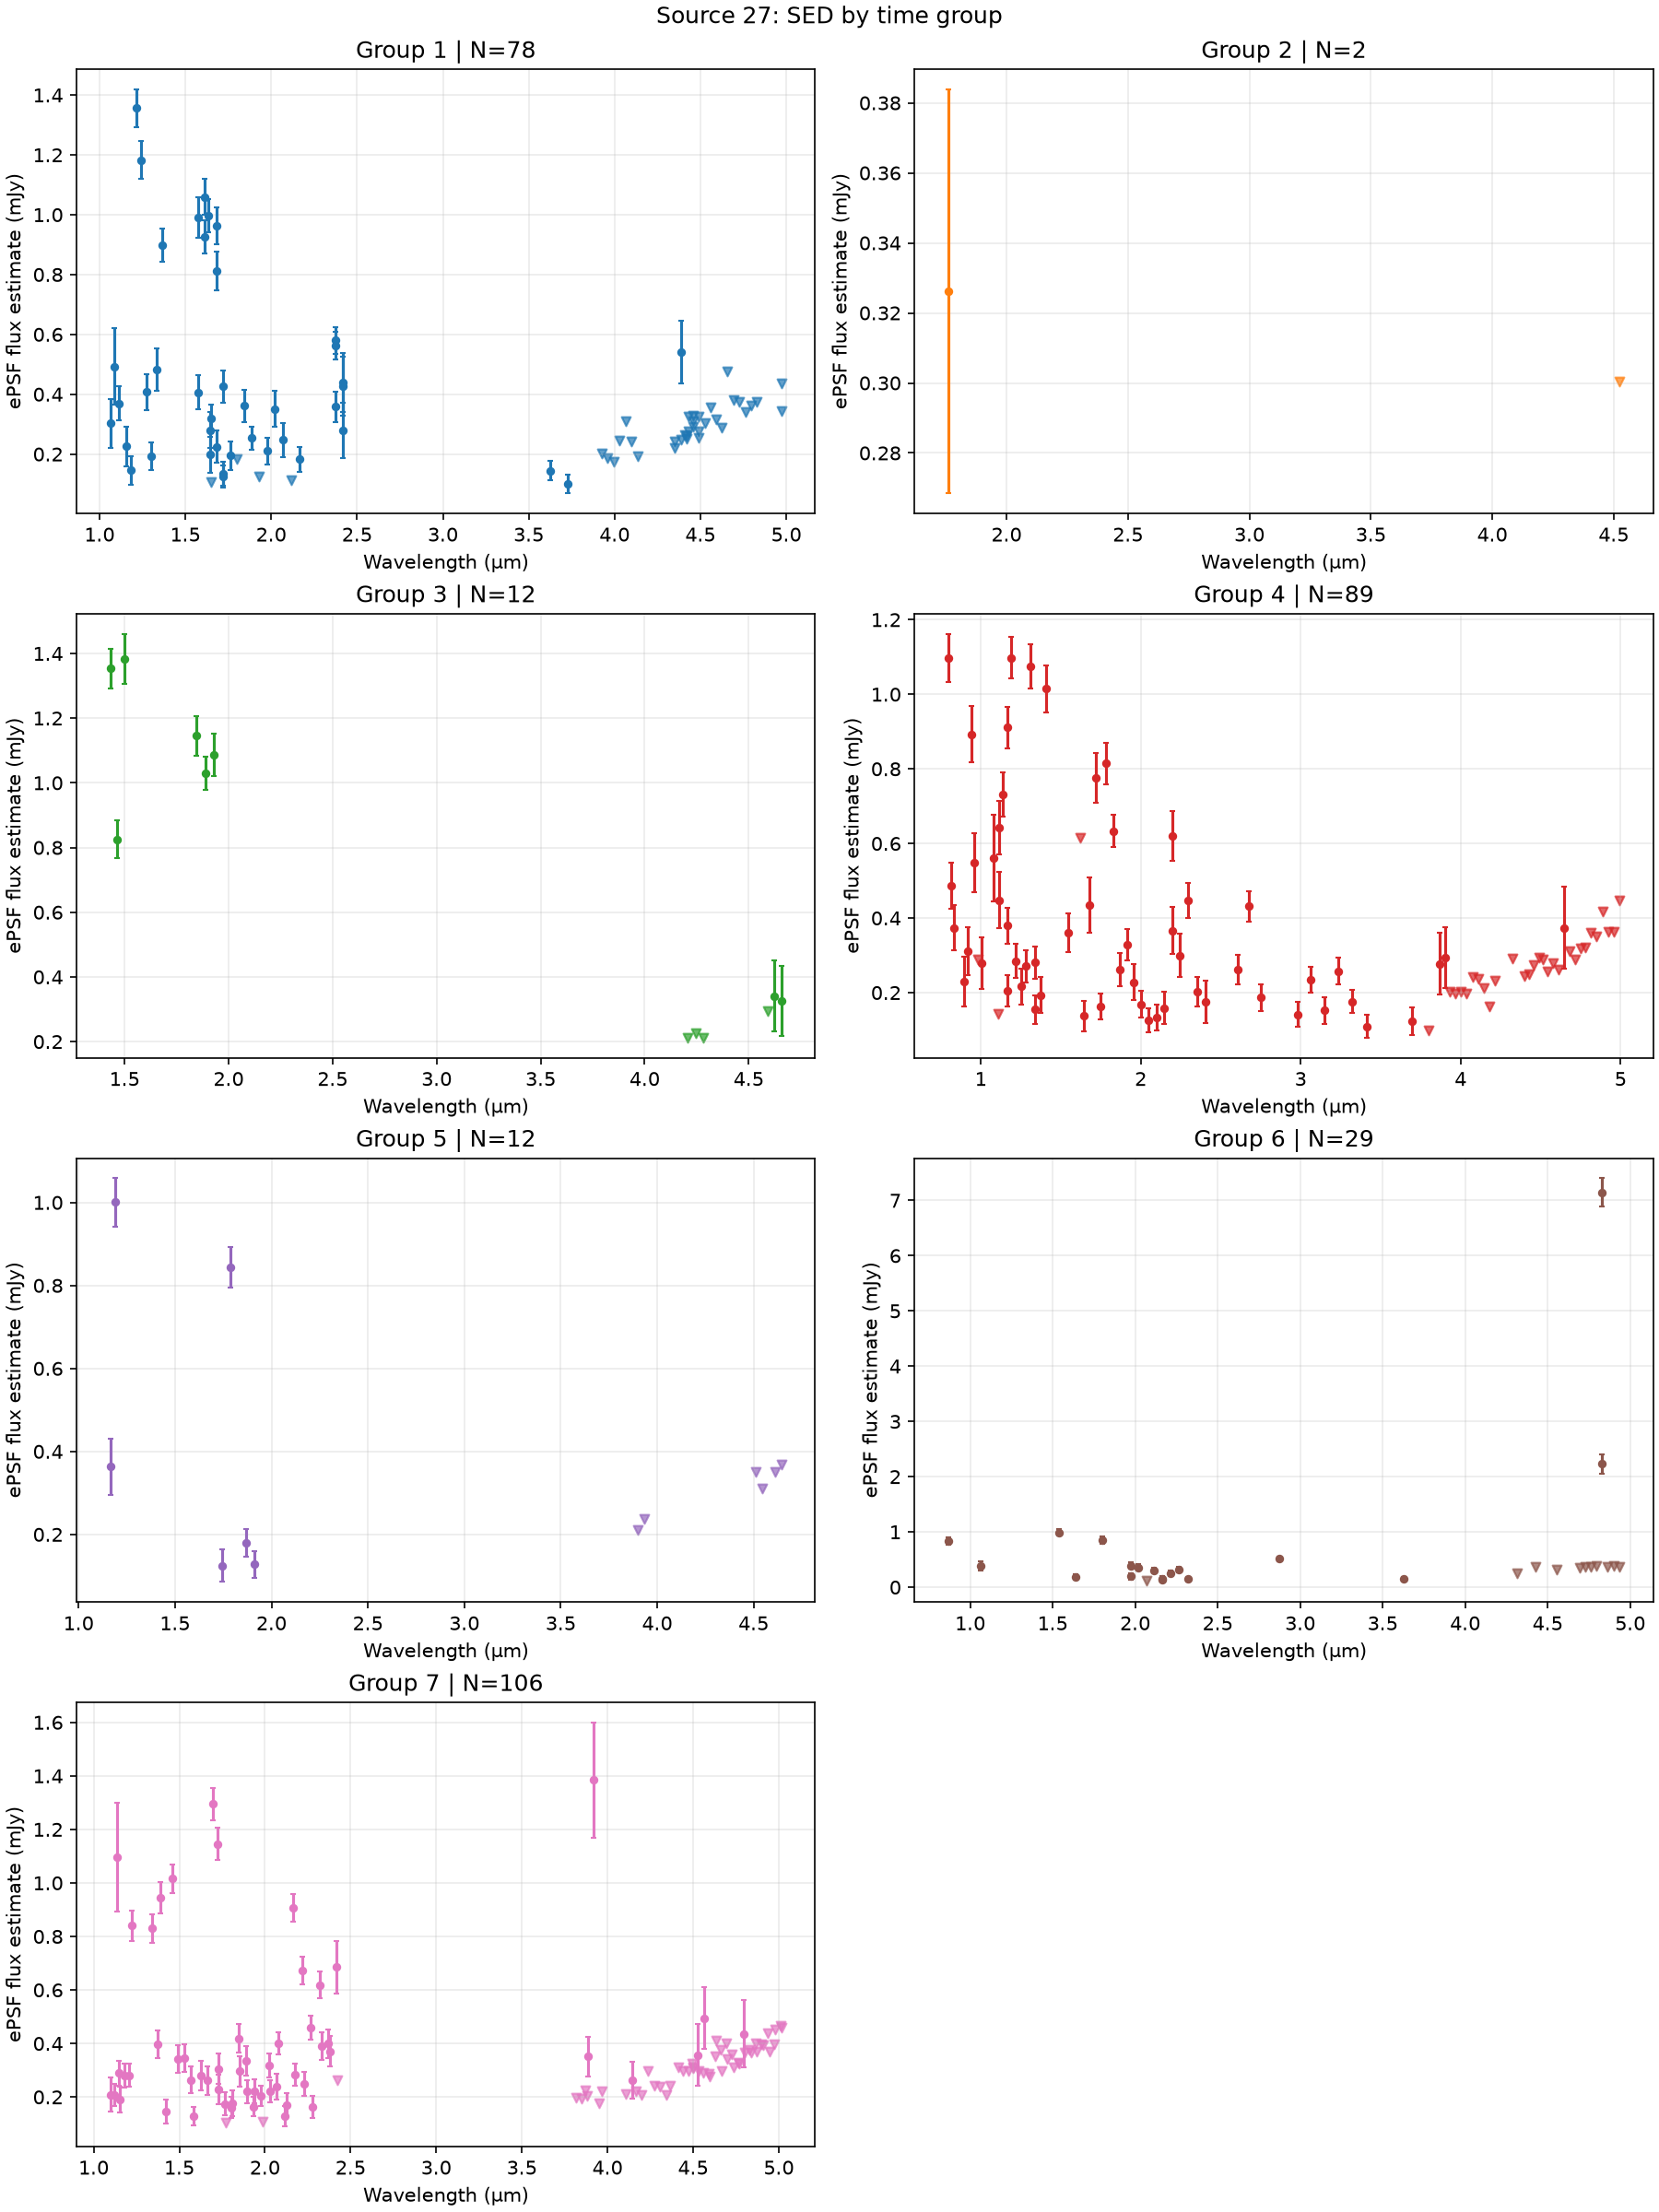 Source 27: SED by time group
Group 1 | N=78
ePSF flux estimate (mJy)
1.4
1.2
1.0
0.8
0.6
0.4
0.2
1.0 1.5 2.0 2.5 3.0 3.5 4.0 4.5 5.0
Wavelength (µm)
Group 2 | N=2
ePSF flux estimate (mJy)
0.38
0.36
0.34
0.32
0.30
0.28
2.0 2.5 3.0 3.5 4.0 4.5
Wavelength (µm)
Group 3 | N=12
ePSF flux estimate (mJy)
1.4
1.2
1.0
0.8
0.6
0.4
0.2
1.5 2.0 2.5 3.0 3.5 4.0 4.5
Wavelength (µm)
Group 4 | N=89
ePSF flux estimate (mJy)
1.2
1.0
0.8
0.6
0.4
0.2
1 2 3 4 5
Wavelength (µm)
Group 5 | N=12
ePSF flux estimate (mJy)
1.0
0.8
0.6
0.4
0.2
1.0 1.5 2.0 2.5 3.0 3.5 4.0 4.5
Wavelength (µm)
Group 6 | N=29
ePSF flux estimate (mJy)
7
6
5
4
3
2
1
0
1.0 1.5 2.0 2.5 3.0 3.5 4.0 4.5 5.0
Wavelength (µm)
Group 7 | N=106
ePSF flux estimate (mJy)
1.6
1.4
1.2
1.0
0.8
0.6
0.4
0.2
1.0 1.5 2.0 2.5 3.0 3.5 4.0 4.5 5.0
Wavelength (µm)